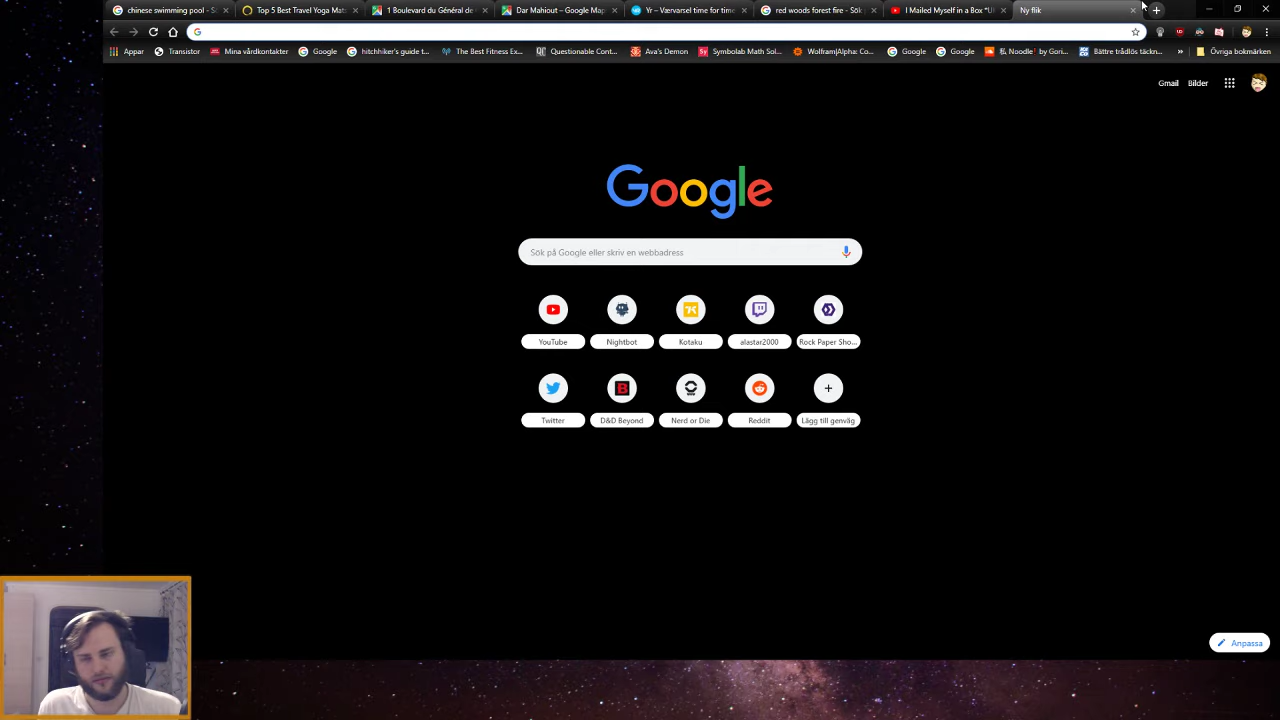 chinese swimming pool - S
Top 5 Best Travel Yoga Mats
1 Boulevard du Général de
Dar Mahiout – Google Map
Yr – Værvarsel time for time
red woods forest fire - Sök
I Mailed Myself in a Box *U
Ny flik
Appar
Transistor
Mina vårdkontakter
Google
hitchhiker's guide t...
The Best Fitness Ex...
Questionable Cont...
Ava's Demon
Symbolab Math Sol...
Wolfram|Alpha: Co...
Google
Google
Noodle' by Gori...
Bättre trådlös täckn...
»
Övriga bokmärken
Gmail
Bilder
Google
Sök på Google eller skriv en webbadress
YouTube
Nightbot
Kotaku
alastar2000
Rock Paper Sho...
Twitter
D&D Beyond
Nerd or Die
Reddit
Lägg till genväg
Anpassa